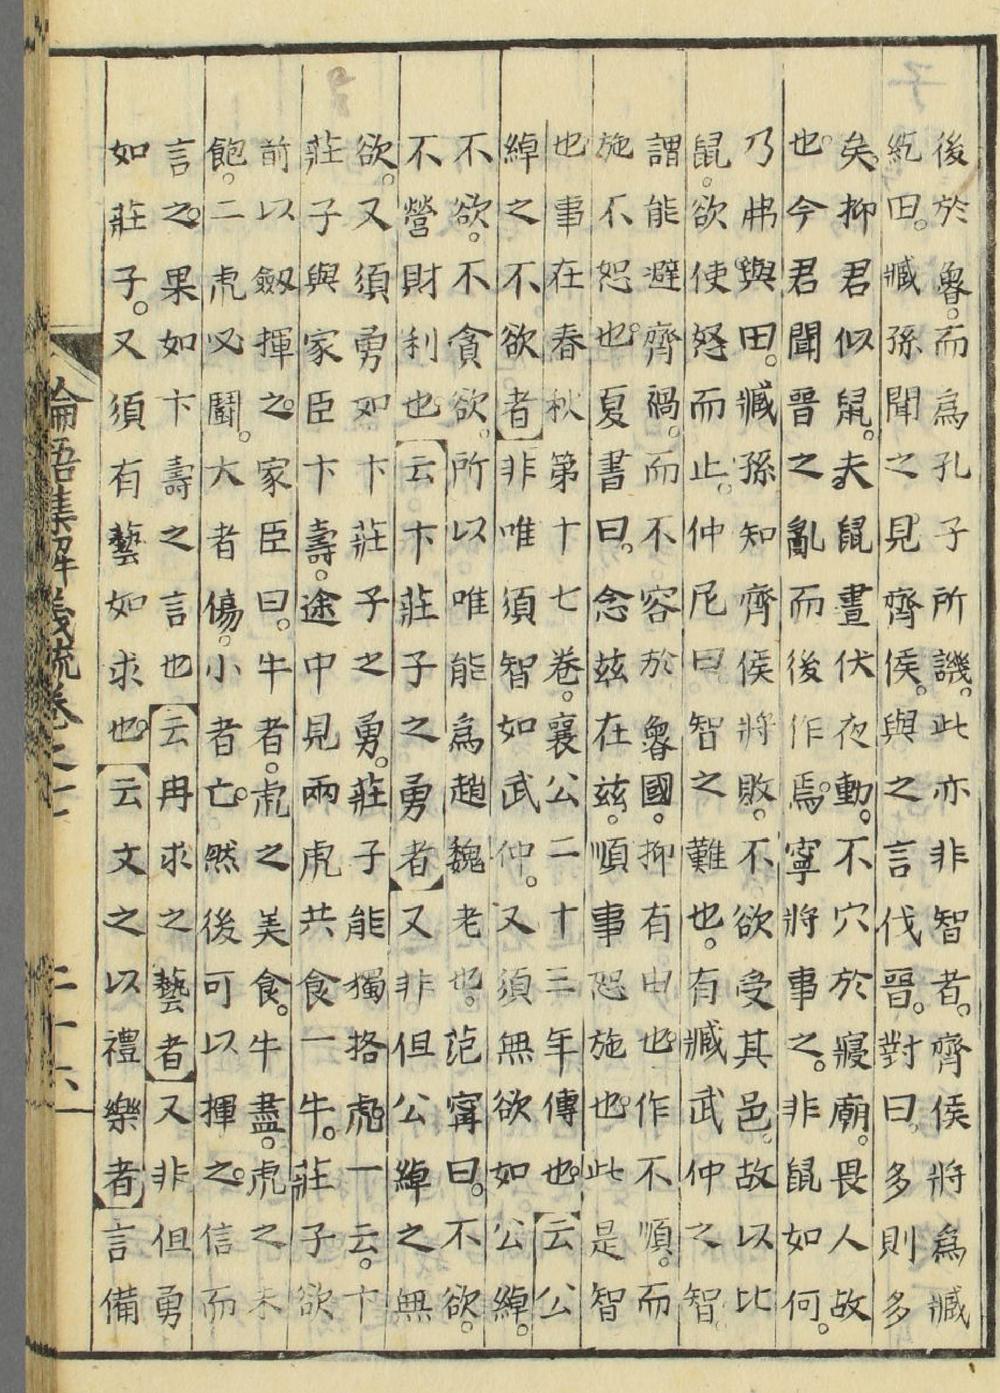 後於魯。而爲孔子所譏。此亦非智者。齊侯將爲臧
紇田。臧孫聞之見齊侯。與之言伐晉。對曰。多則多
矣。抑君似鼠。夫鼠晝伏夜動。不穴於寢廟。畏人故
也。今君聞晉之亂而後作焉。寧將事之。非鼠如何。
乃弗與田。臧孫知齊侯將敗。不欲受其邑。故以比
鼠。欲使怒而止。仲尼曰智之難也。有臧武仲之智。
謂能避齊禍。而不容於魯國。抑有由也。作不順。而
施不恕也。夏書曰。念茲在茲。順事恕施也。此是智
也事在春秋第十七卷。襄公二十三年傳也。【云公
綽之不欲者】非唯須智如武仲。又須無欲如公綽。
不欲。不貪欲。所以唯能爲趙魏老也。范甯曰。不欲。
不營財利也【云卞莊子之勇者】又非但公綽之無
欲。又須勇如卞莊子之勇。莊子能獨挌虎。一云。卞
莊子與家臣卞壽。途中見兩虎共食一牛。莊子欲
前以劔揮之。家臣曰。牛者。虎之美食。牛盡。虎之未
飽。二虎必鬪。大者傷。小者亡。然後可以揮之。信而
言之。果如卞壽之言也【云冉求之藝者】又非但勇
如莊子。又須有藝如求也。【云文之以禮樂者】言備
論語集解義疏卷之七
二十六